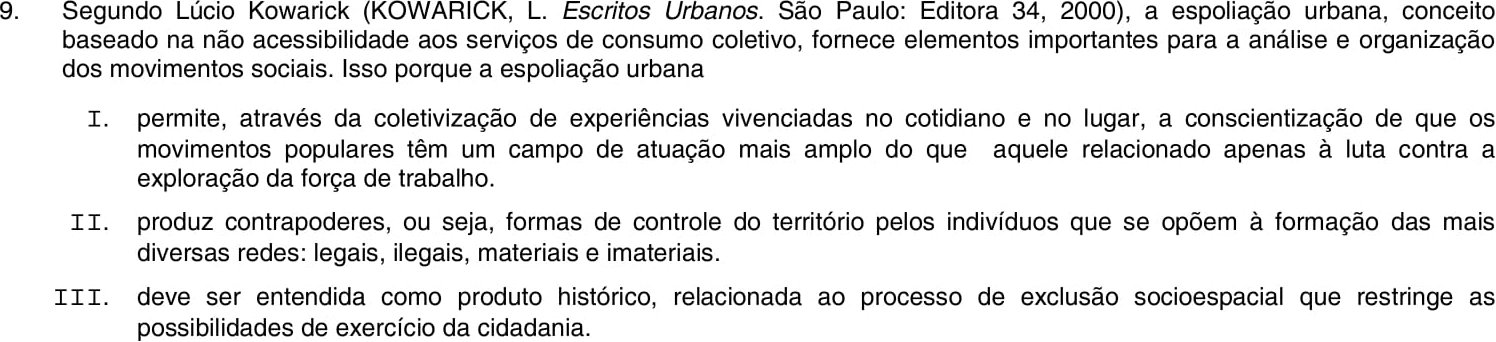 9. Segundo Lúcio Kowarick (KOWARICK, L. Escritos Urbanos. São Paulo: Editora 34, 2000), a espoliação urbana, conceito
baseado na não acessibilidade aos serviços de consumo coletivo, fornece elementos importantes para a análise e organização
dos movimentos sociais. Isso porque a espoliação urbana
I. permite, através da coletivização de experiências vivenciadas no cotidiano e no lugar, a conscientização de que os
movimentos populares têm um campo de atuação mais amplo do que aquele relacionado apenas à luta contra a
exploração da força de trabalho.
II. produz contrapoderes, ou seja, formas de controle do território pelos indivíduos que se opõem à formação das mais
diversas redes: legais, ilegais, materiais e imateriais.
III. deve ser entendida como produto histórico, relacionada ao processo de exclusão socioespacial que restringe as
possibilidades de exercício da cidadania.